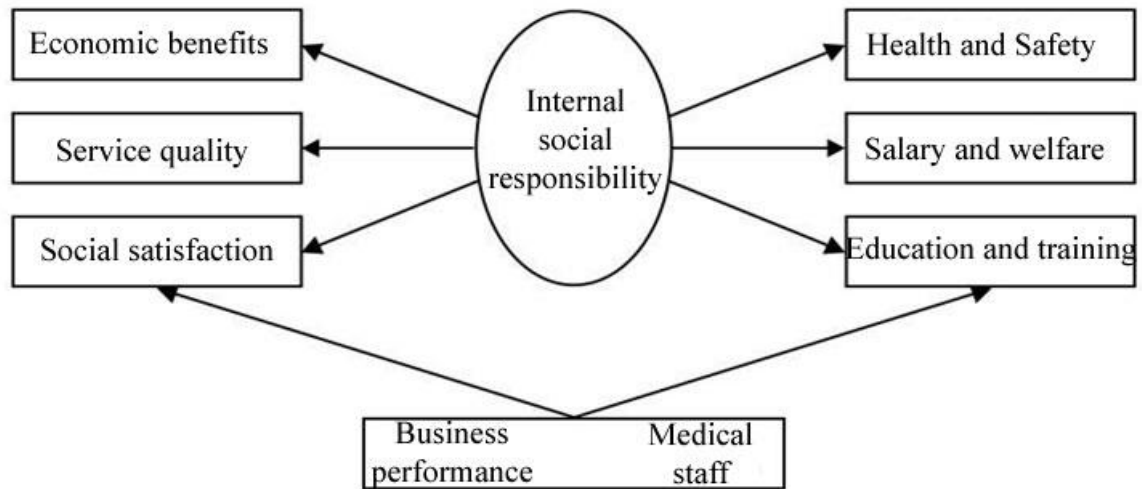 Economic benefits
Service quality
Social satisfaction
Internal
social
responsibility
Health and Safety
Salary and welfare
Education and training
Business
performance
Medical
staff